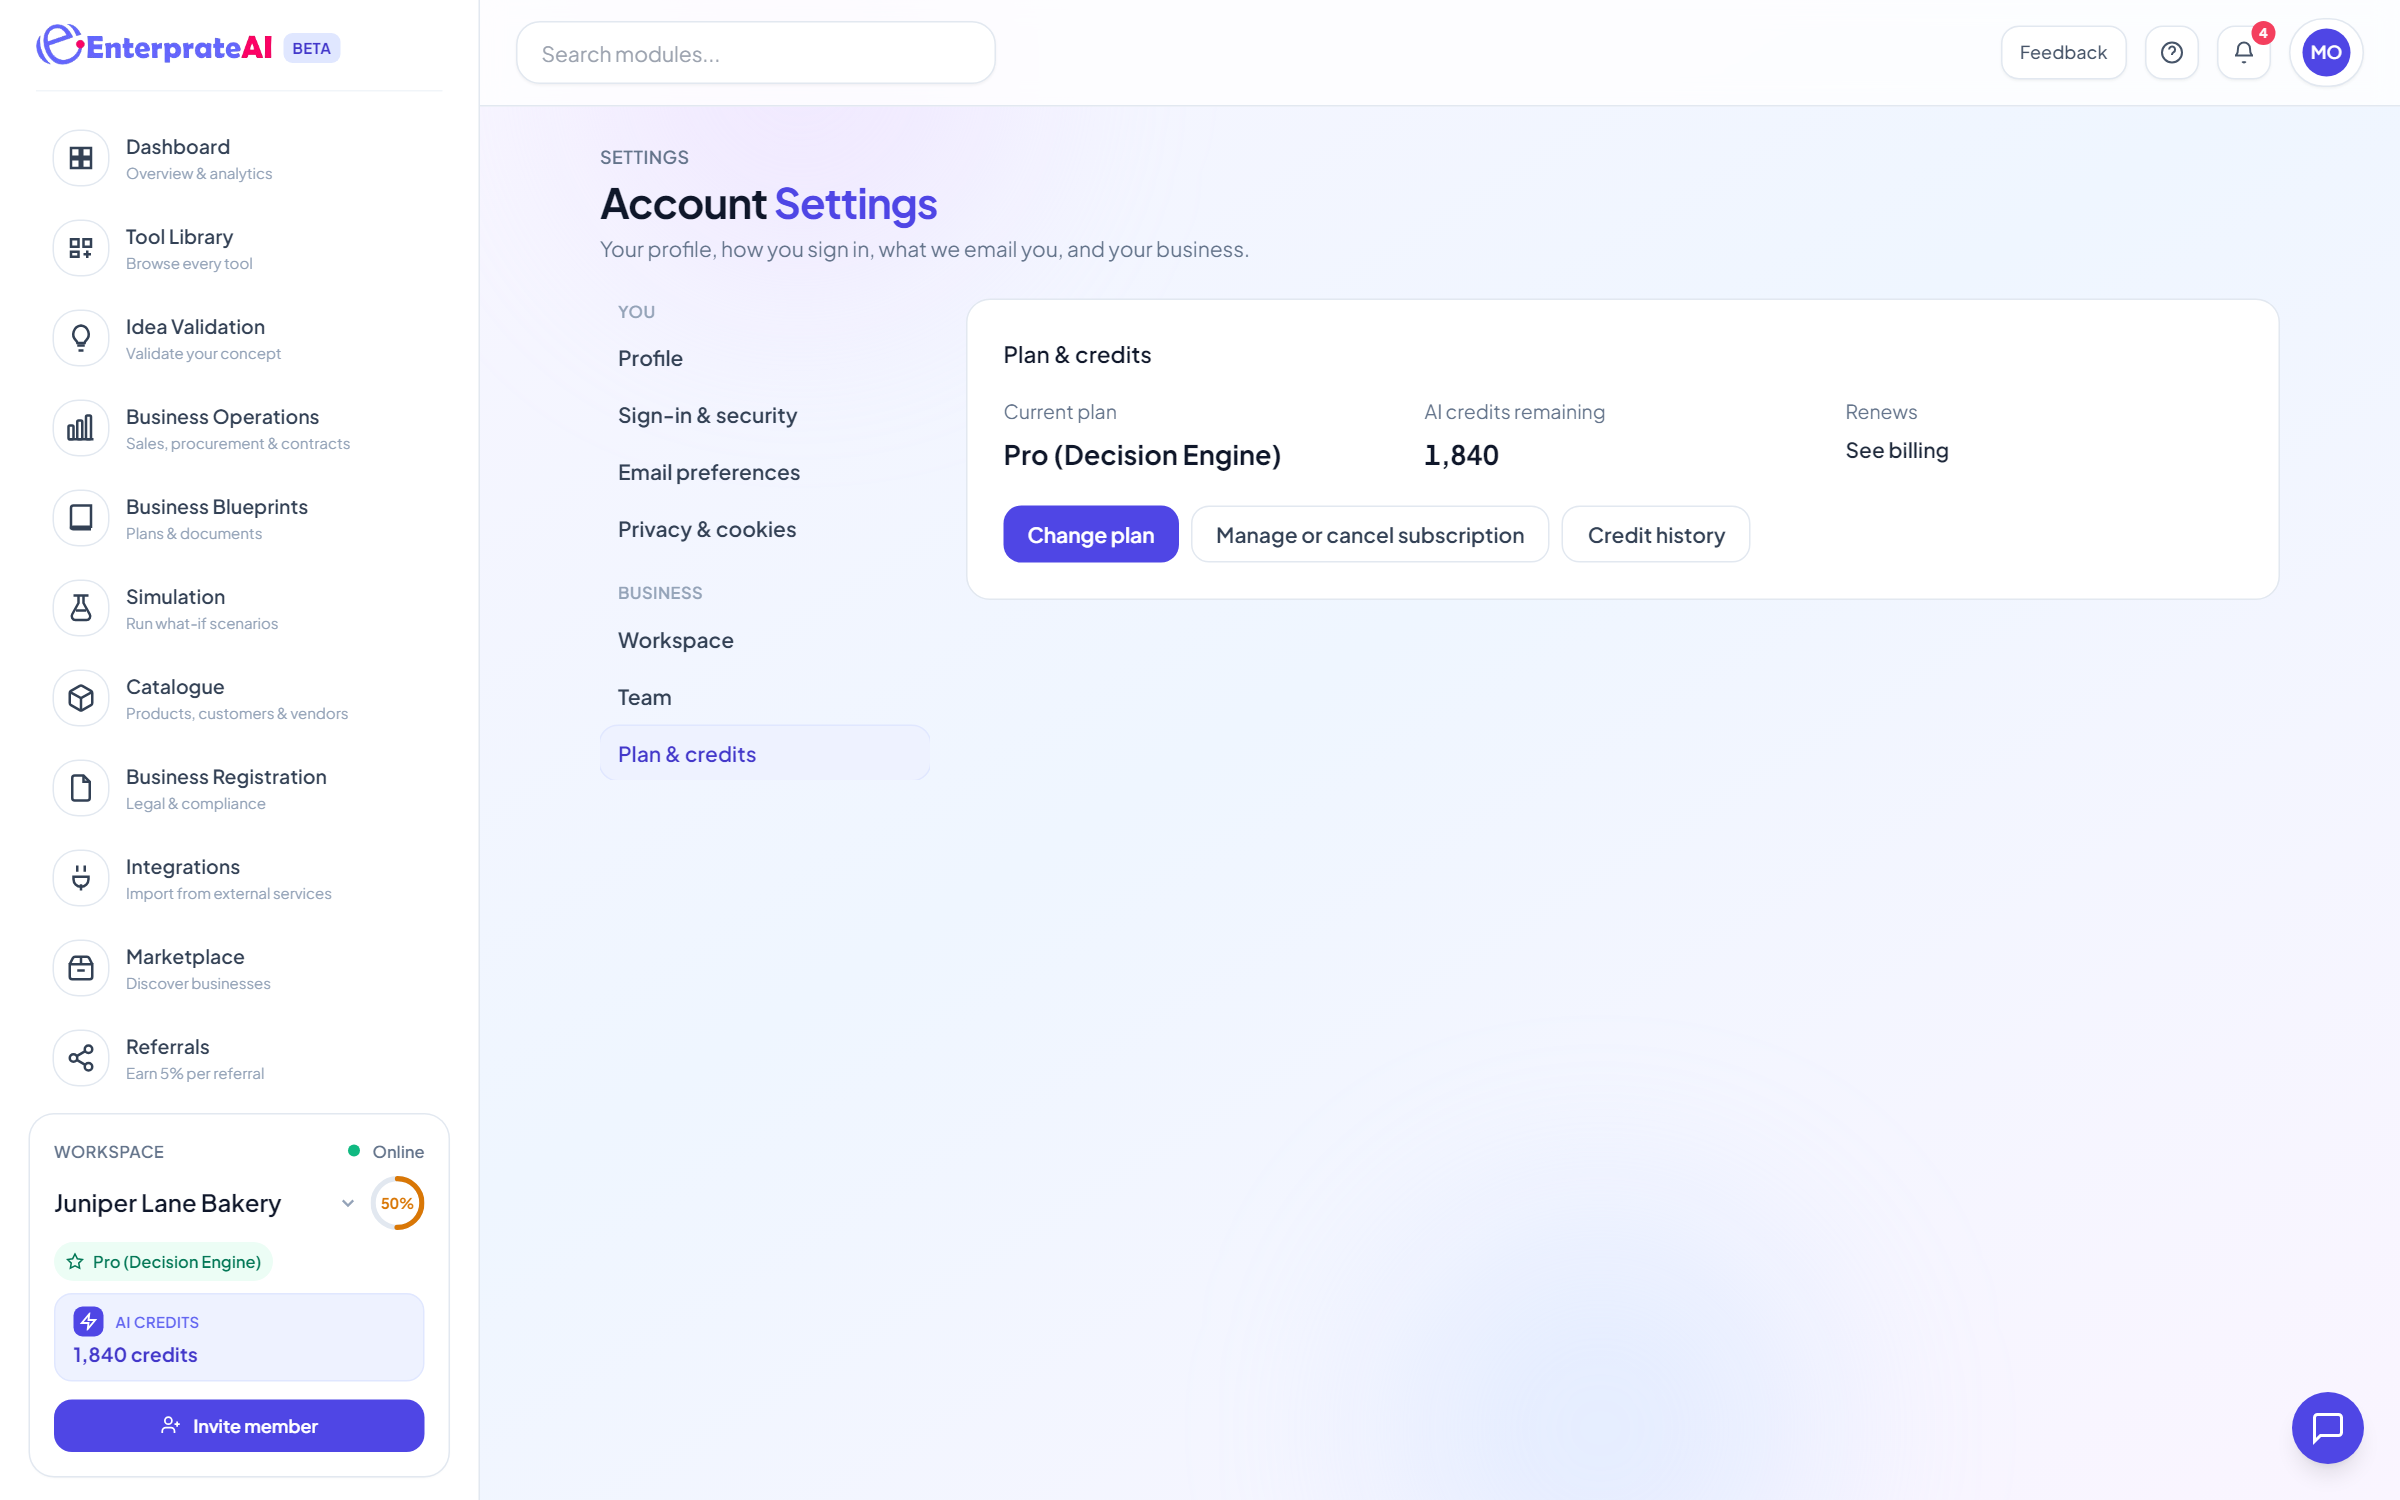 EnterprateAI BETA
Dashboard
Overview & analytics
Tool Library
Browse every tool
Idea Validation
Validate your concept
Business Operations
Sales, procurement & contracts
Business Blueprints
Plans & documents
Simulation
Run what-if scenarios
Catalogue
Products, customers & vendors
Business Registration
Legal & compliance
Integrations
Import from external services
Marketplace
Discover businesses
Referrals
Earn 5% per referral
WORKSPACE Online
Juniper Lane Bakery 50%
Pro (Decision Engine)
AI CREDITS
1,840 credits
Invite member
Search modules...
Feedback 4 MO
SETTINGS
Account Settings
Your profile, how you sign in, what we email you, and your business.
YOU
Profile
Sign-in & security
Email preferences
Privacy & cookies
BUSINESS
Workspace
Team
Plan & credits
Plan & credits
Current plan AI credits remaining Renews
Pro (Decision Engine) 1,840 See billing
Change plan Manage or cancel subscription Credit history